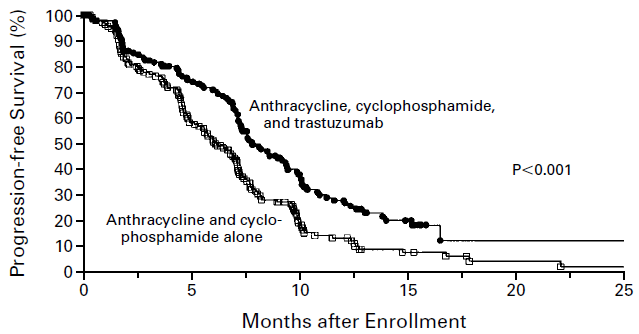 Progression-free Survival (%)
100
90
80
70
60
50
40
30
20
10
0
Anthracycline, cyclophosphamide,
and trastuzumab
P<0.001
Anthracycline and cyclo-
phosphamide alone
0 5 10 15 20 25
Months after Enrollment